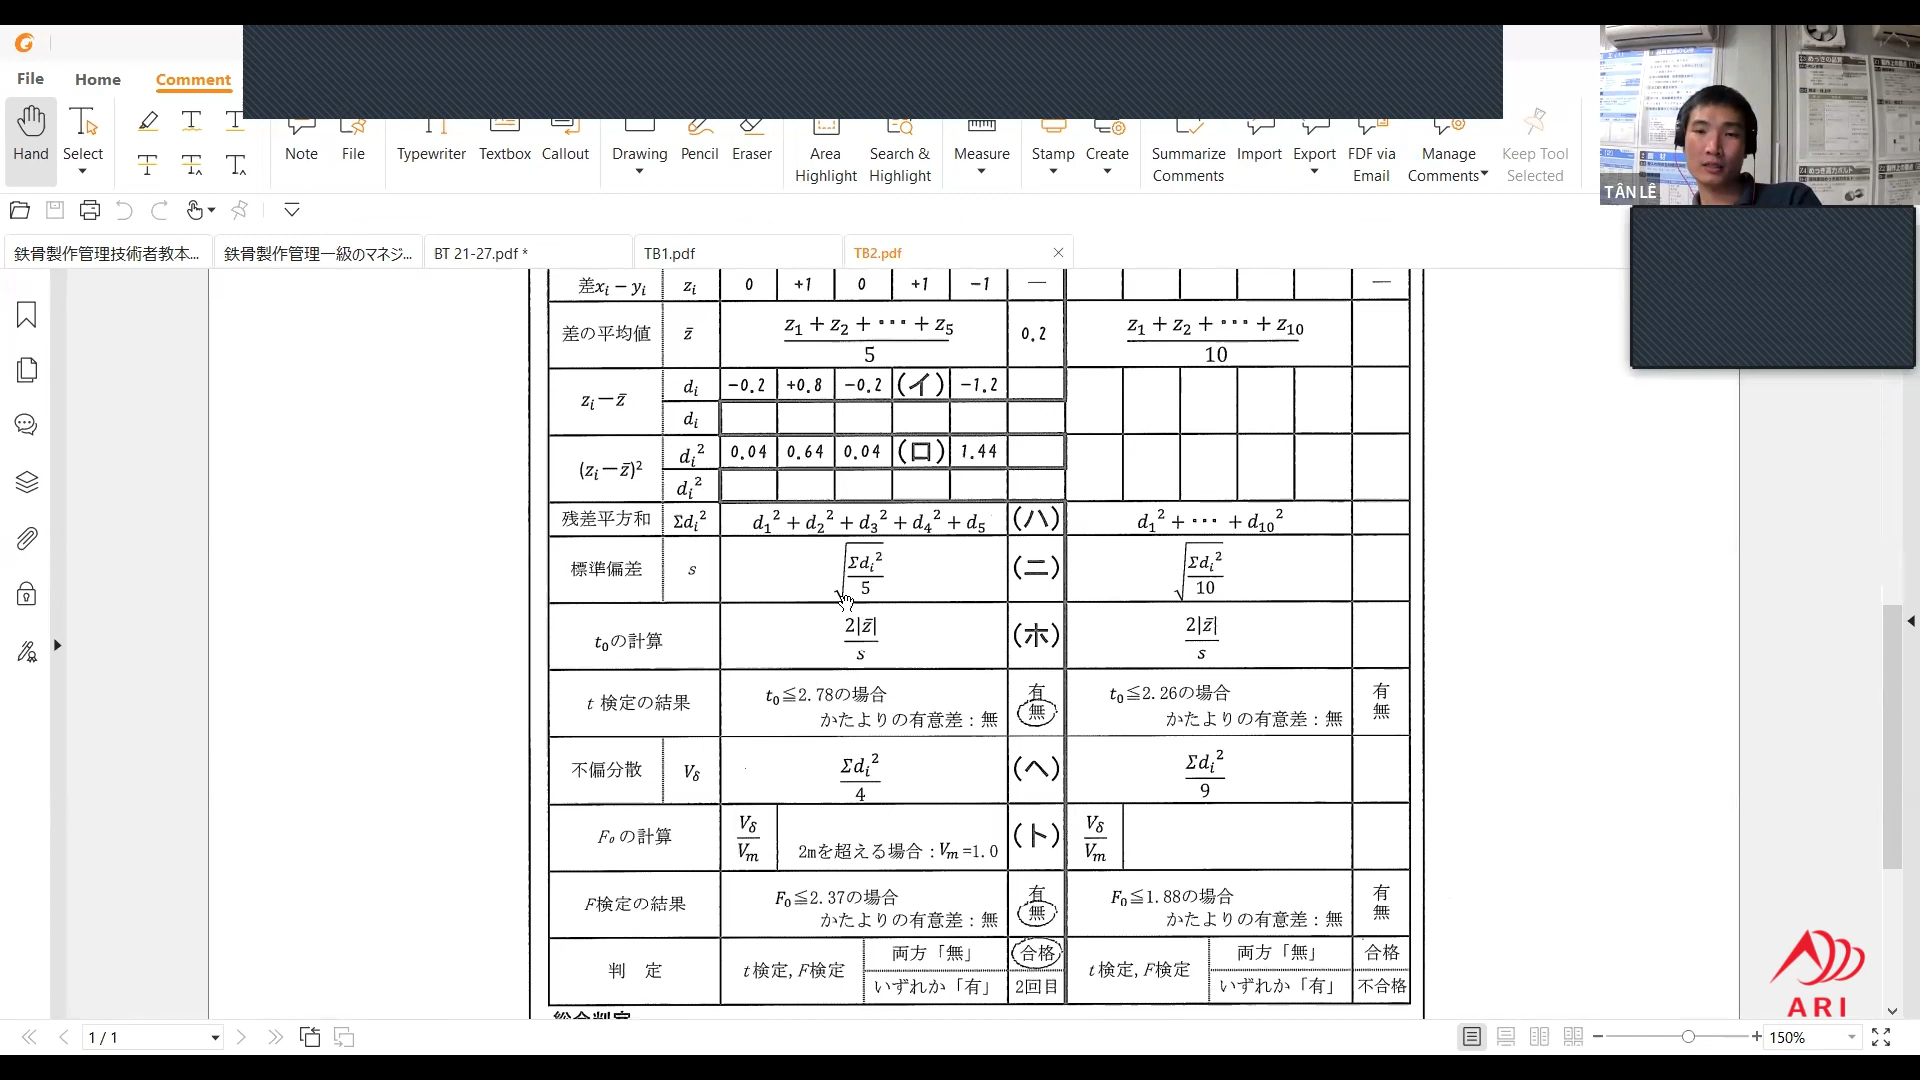 File Home Comment
Hand Select Note File Typewriter Textbox Callout Drawing Pencil Eraser Area Highlight Search & Highlight Measure Stamp Create Summarize Comments Import Export FDF via Email Manage Comments Keep Tool Selected
TÂN LÊ
鉄骨製作管理技術者教本... 鉄骨製作管理一級のマネジ... BT 21-27.pdf * TB1.pdf TB2.pdf
差xᵢ − yᵢ zᵢ 0 +1 0 +1 −1 — —
差の平均値 z̄ (z₁ + z₂ + ··· + z₅)/5 0.2 (z₁ + z₂ + ··· + z₁₀)/10
zᵢ − z̄ dᵢ −0.2 +0.8 −0.2 (イ) −1.2
dᵢ
(zᵢ − z̄)² dᵢ² 0.04 0.64 0.04 (ロ) 1.44
dᵢ²
残差平方和 Σdᵢ² d₁² + d₂² + d₃² + d₄² + d₅ (ハ) d₁² + ··· + d₁₀²
標準偏差 s √(Σdᵢ²/5) (ニ) √(Σdᵢ²/10)
t₀の計算 2|z̄|/s (ホ) 2|z̄|/s
t 検定の結果 t₀≦2.78の場合 かたよりの有意差：無 有 無 t₀≦2.26の場合 かたよりの有意差：無 有 無
不偏分散 Vδ Σdᵢ²/4 (ヘ) Σdᵢ²/9
F₀ の計算 Vδ/Vm 2mを超える場合：Vm =1.0 (ト) Vδ/Vm
F検定の結果 F₀≦2.37の場合 かたよりの有意差：無 有 無 F₀≦1.88の場合 かたよりの有意差：無 有 無
判 定 t検定,F検定 両方「無」 合格 t検定,F検定 両方「無」 合格
いずれか「有」 2回目 いずれか「有」 不合格
総合判定
ARI
1 / 1 150%